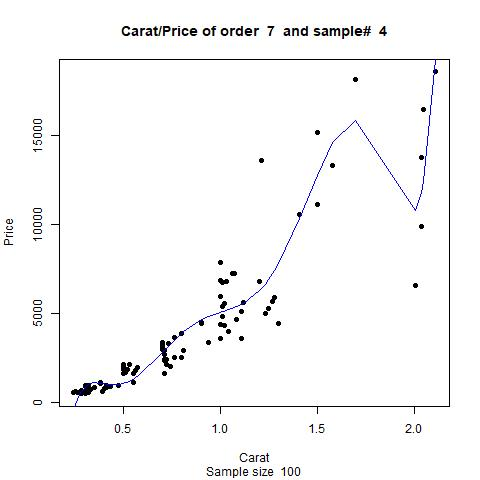 Carat/Price of order 7 and sample# 4
Price
15000
10000
5000
0
0.5 1.0 1.5 2.0
Carat
Sample size 100